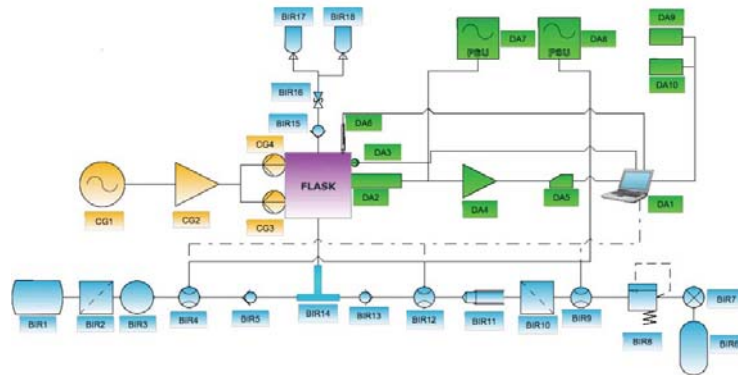 BIR17
BIR18
DA9
PSU
DA7
PSU
DA8
DA10
BIR16
BIR15
DA6
CG4
DA3
FLASK
DA2
CG1
CG2
CG3
DA4
DA5
DA1
BIR1
BIR2
BIR3
BIR4
BIR5
BIR14
BIR13
BIR12
BIR11
BIR10
BIR9
BIR8
BIR7
BIR6